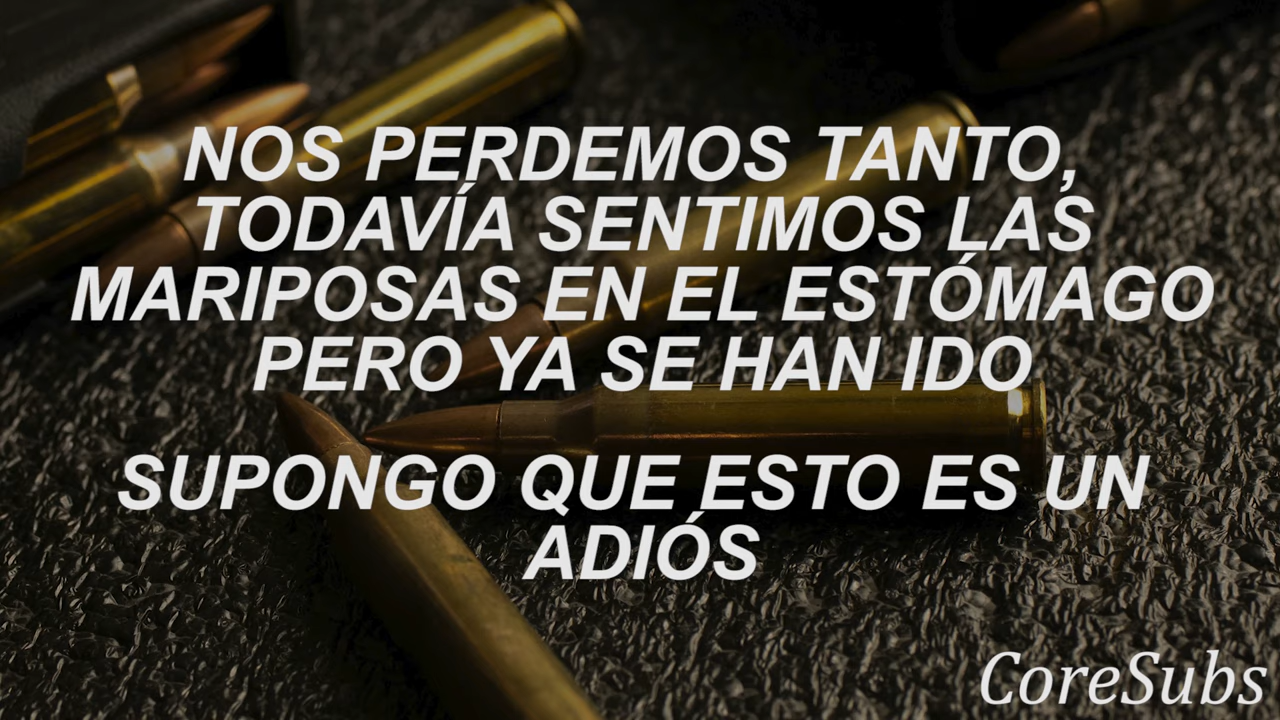 NOS PERDEMOS TANTO,
TODAVÍA SENTIMOS LAS
MARIPOSAS EN EL ESTÓMAGO
PERO YA SE HAN IDO
SUPONGO QUE ESTO ES UN
ADIÓS
CoreSubs